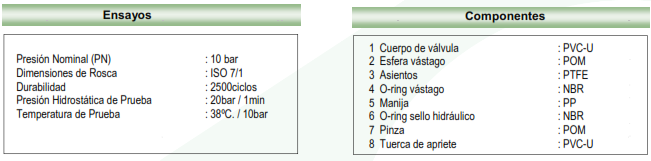 Ensayos
Presión Nominal (PN) : 10 bar
Dimensiones de Rosca : ISO 7/1
Durabilidad : 2500ciclos
Presión Hidrostática de Prueba : 20bar / 1min
Temperatura de Prueba : 38ºC. / 10bar
Componentes
1 Cuerpo de válvula : PVC-U
2 Esfera vástago : POM
3 Asientos : PTFE
4 O-ring vástago : NBR
5 Manija : PP
6 O-ring sello hidráulico : NBR
7 Pinza : POM
8 Tuerca de apriete : PVC-U